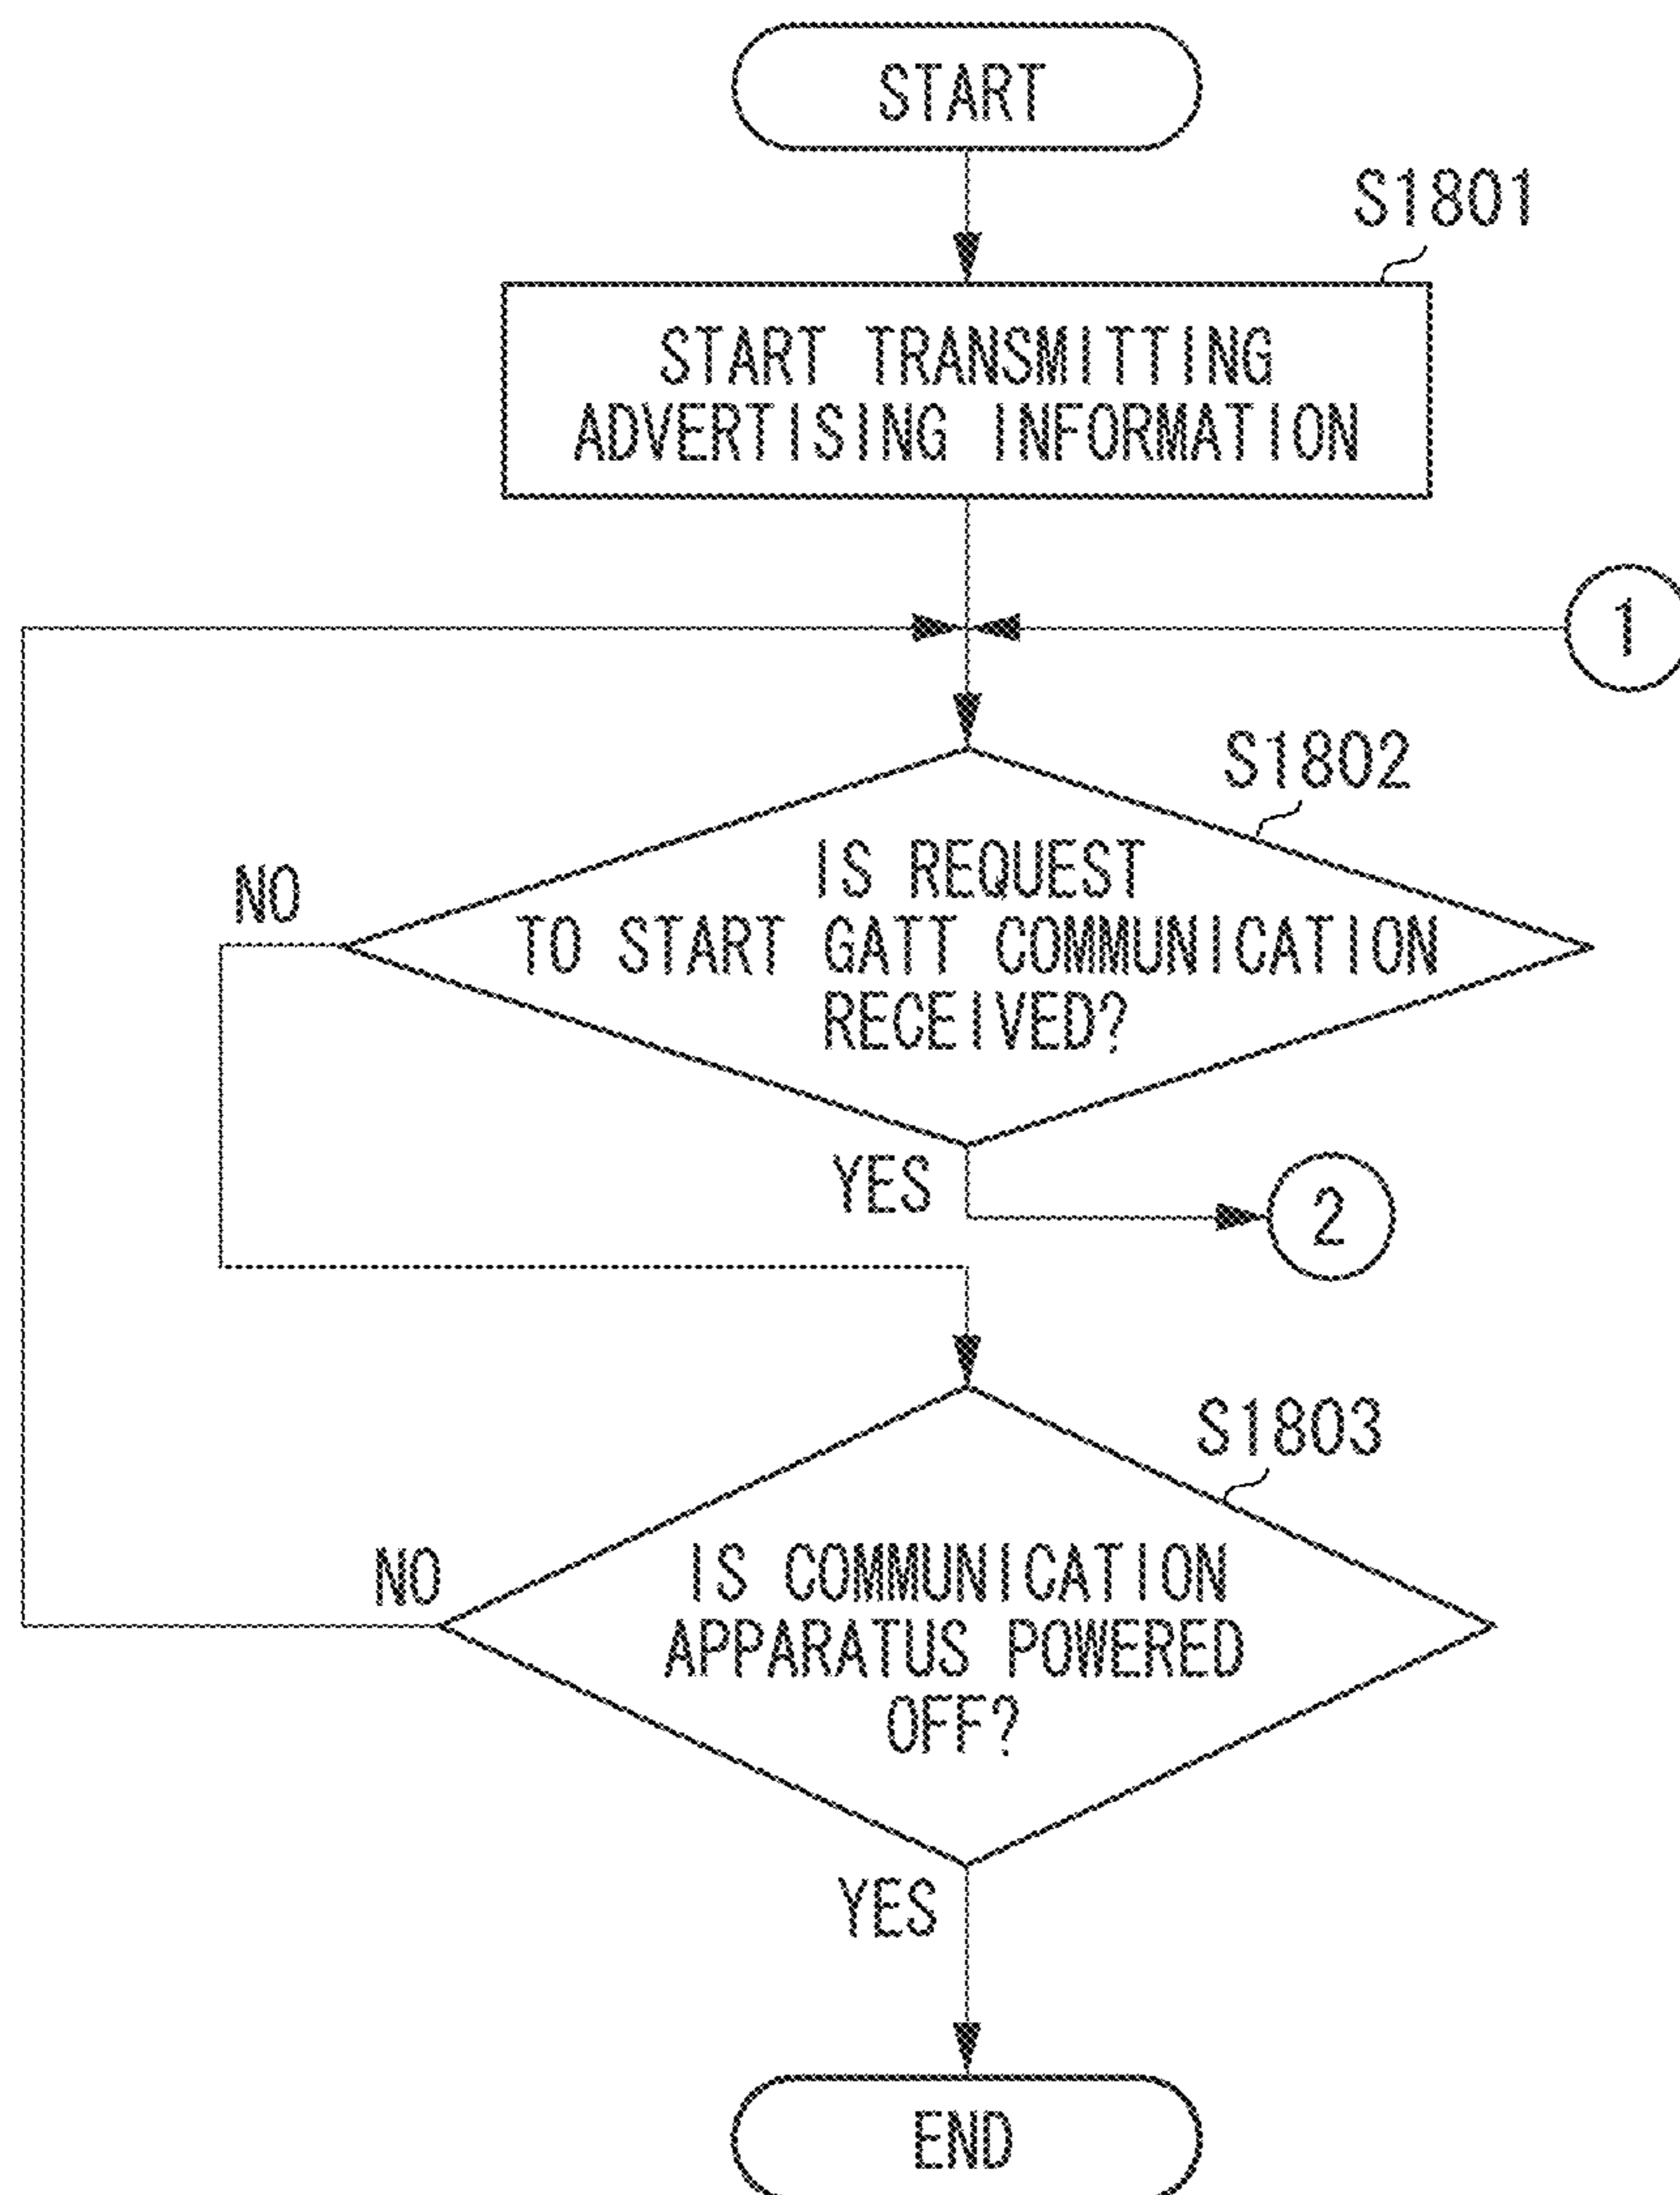 START
S1801
START TRANSMITTING
ADVERTISING INFORMATION
1
S1802
IS REQUEST
TO START GATT COMMUNICATION
RECEIVED?
NO
YES
2
S1803
IS COMMUNICATION
APPARATUS POWERED
OFF?
NO
YES
END